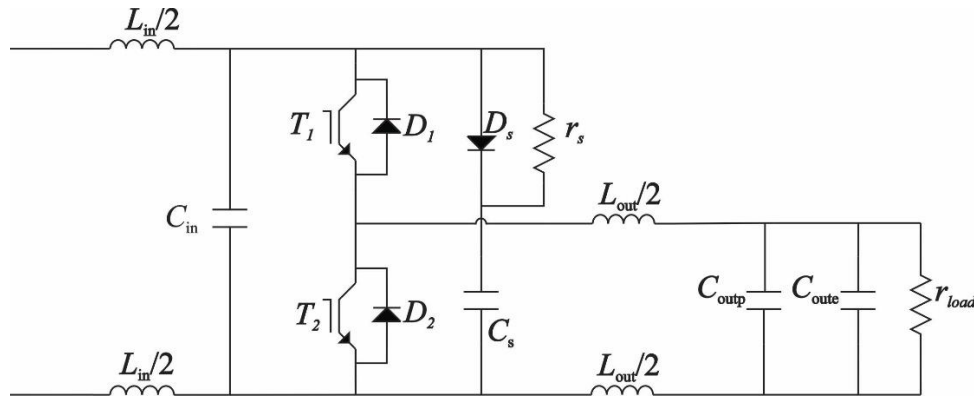 L_in/2
T_1
D_1
D_s
r_s
L_out/2
C_in
T_2
D_2
C_s
C_outp
C_oute
r_load
L_in/2
L_out/2